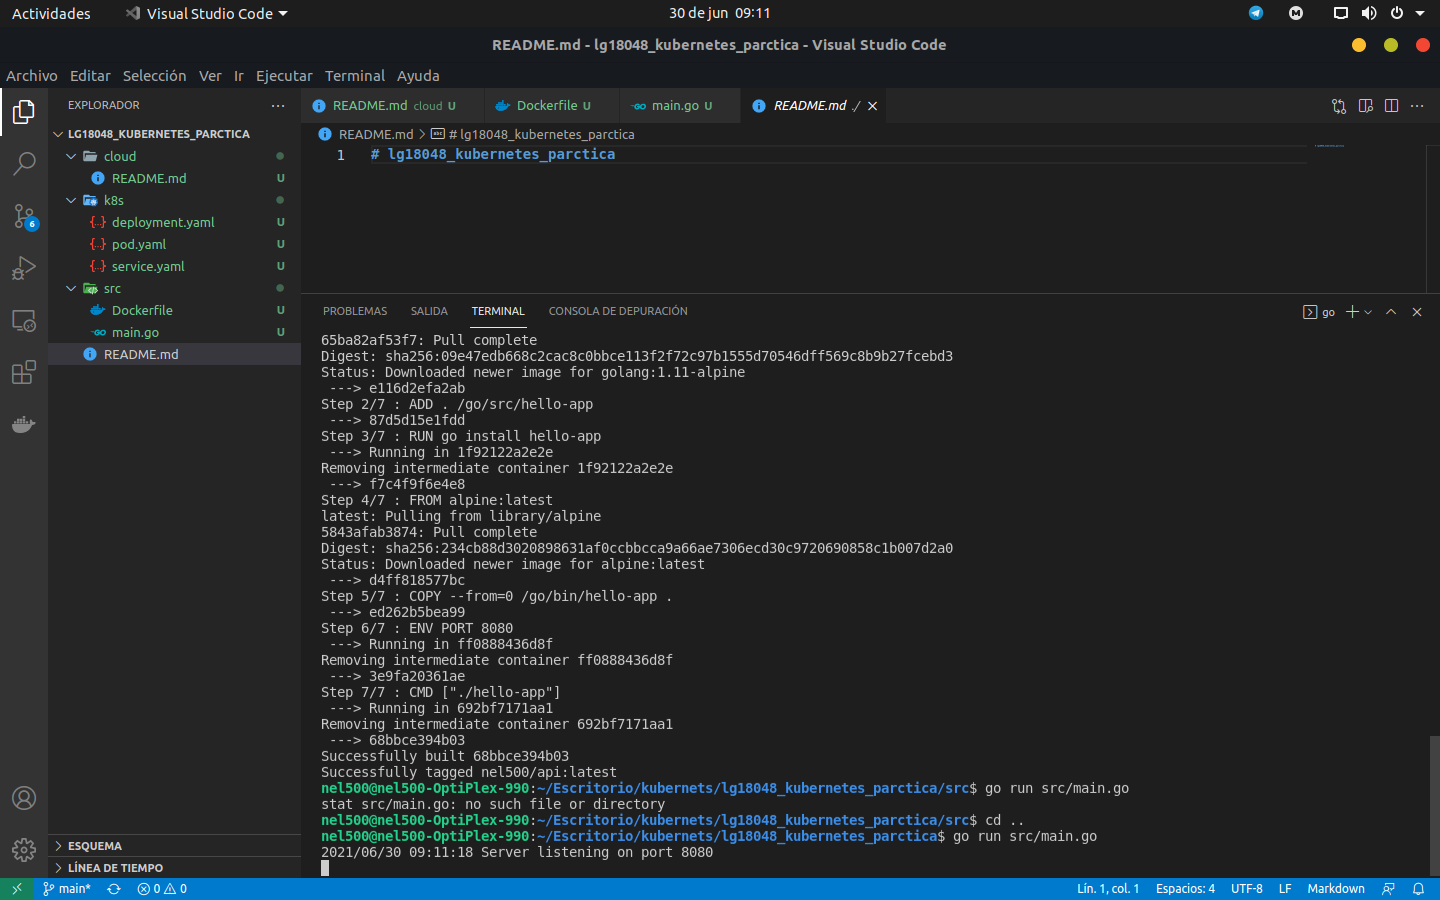 Actividades
Visual Studio Code
30 de jun 09:11
README.md - lg18048_kubernetes_parctica - Visual Studio Code
Archivo Editar Selección Ver Ir Ejecutar Terminal Ayuda
EXPLORADOR
README.md cloud U
Dockerfile U
main.go U
README.md ./
LG18048_KUBERNETES_PARCTICA
cloud
README.md U
k8s
deployment.yaml U
pod.yaml U
service.yaml U
src
Dockerfile U
main.go U
README.md
6
README.md > # lg18048_kubernetes_parctica
1 # lg18048_kubernetes_parctica
PROBLEMAS SALIDA TERMINAL CONSOLA DE DEPURACIÓN
go
65ba82af53f7: Pull complete
Digest: sha256:09e47edb668c2cac8c0bbce113f2f72c97b1555d70546dff569c8b9b27fcebd3
Status: Downloaded newer image for golang:1.11-alpine
---> e116d2efa2ab
Step 2/7 : ADD . /go/src/hello-app
---> 87d5d15e1fdd
Step 3/7 : RUN go install hello-app
---> Running in 1f92122a2e2e
Removing intermediate container 1f92122a2e2e
---> f7c4f9f6e4e8
Step 4/7 : FROM alpine:latest
latest: Pulling from library/alpine
5843afab3874: Pull complete
Digest: sha256:234cb88d3020898631af0ccbbcca9a66ae7306ecd30c9720690858c1b007d2a0
Status: Downloaded newer image for alpine:latest
---> d4ff818577bc
Step 5/7 : COPY --from=0 /go/bin/hello-app .
---> ed262b5bea99
Step 6/7 : ENV PORT 8080
---> Running in ff0888436d8f
Removing intermediate container ff0888436d8f
---> 3e9fa20361ae
Step 7/7 : CMD ["./hello-app"]
---> Running in 692bf7171aa1
Removing intermediate container 692bf7171aa1
---> 68bbce394b03
Successfully built 68bbce394b03
Successfully tagged nel500/api:latest
nel500@nel500-OptiPlex-990:~/Escritorio/kubernets/lg18048_kubernetes_parctica/src$ go run src/main.go
stat src/main.go: no such file or directory
nel500@nel500-OptiPlex-990:~/Escritorio/kubernets/lg18048_kubernetes_parctica/src$ cd ..
nel500@nel500-OptiPlex-990:~/Escritorio/kubernets/lg18048_kubernetes_parctica$ go run src/main.go
2021/06/30 09:11:18 Server listening on port 8080
ESQUEMA
LÍNEA DE TIEMPO
main* 0 0
Lín. 1, col. 1 Espacios: 4 UTF-8 LF Markdown